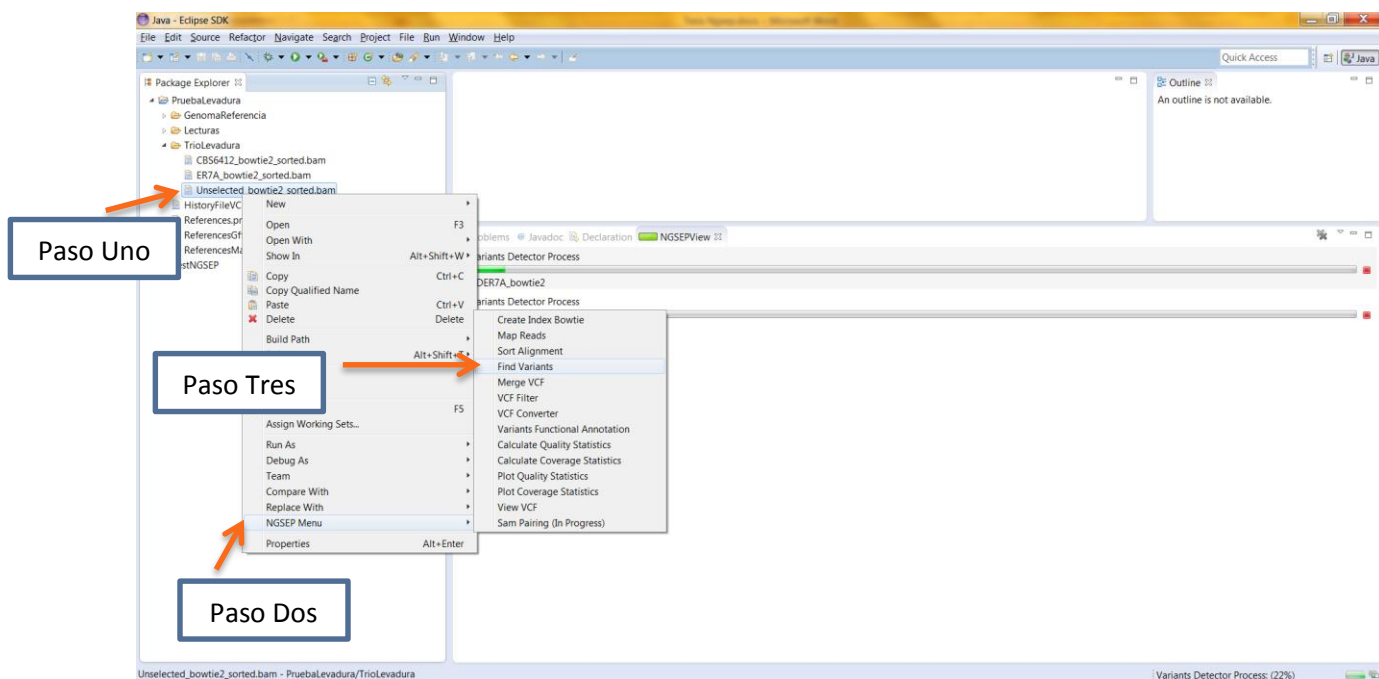 Java - Eclipse SDK
File Edit Source Refactor Navigate Search Project File Run Window Help
Quick Access
Java
Package Explorer
PruebaLevadura
GenomaReferencia
Lecturas
TrioLevadura
CBS6412_bowtie2_sorted.bam
ER7A_bowtie2_sorted.bam
Unselected_bowtie2_sorted.bam
HistoryFileVC
References.pr
ReferencesGf
ReferencesMa
stNGSEP
Outline
An outline is not available.
Paso Uno
New
Open F3
Open With
Show In Alt+Shift+W
Copy Ctrl+C
Copy Qualified Name
Paste Ctrl+V
Delete Delete
Build Path
Alt+Shift+T
F5
Assign Working Sets...
Run As
Debug As
Team
Compare With
Replace With
NGSEP Menu
Properties Alt+Enter
Paso Tres
Paso Dos
oblems Javadoc Declaration NGSEPView
ariants Detector Process
DER7A_bowtie2
ariants Detector Process
Create Index Bowtie
Map Reads
Sort Alignment
Find Variants
Merge VCF
VCF Filter
VCF Converter
Variants Functional Annotation
Calculate Quality Statistics
Calculate Coverage Statistics
Plot Quality Statistics
Plot Coverage Statistics
View VCF
Sam Pairing (In Progress)
Unselected_bowtie2_sorted.bam - PruebaLevadura/TrioLevadura
Variants Detector Process: (22%)